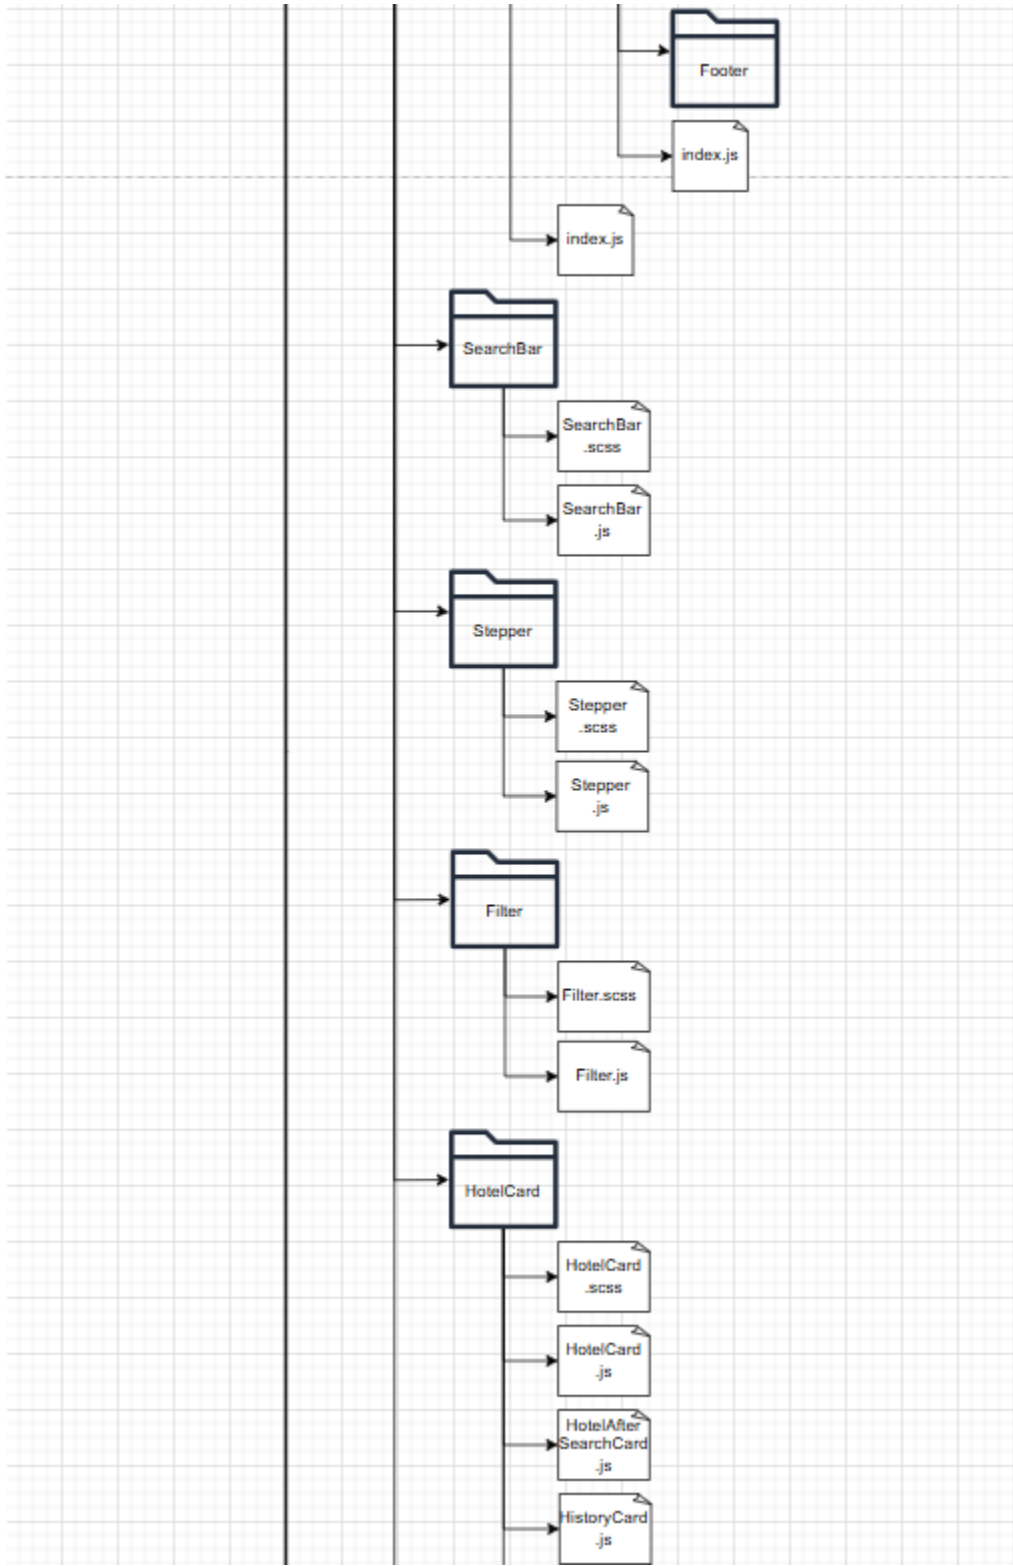 Footer
index.js
index.js
SearchBar
SearchBar
.scss
SearchBar
.js
Stepper
Stepper
.scss
Stepper
.js
Filter
Filter.scss
Filter.js
HotelCard
HotelCard
.scss
HotelCard
.js
HotelAfter
SearchCard
.js
HistoryCard
.js